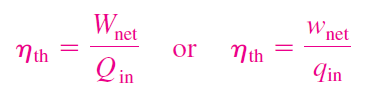 η_th = W_net / Q_in or η_th = w_net / q_in